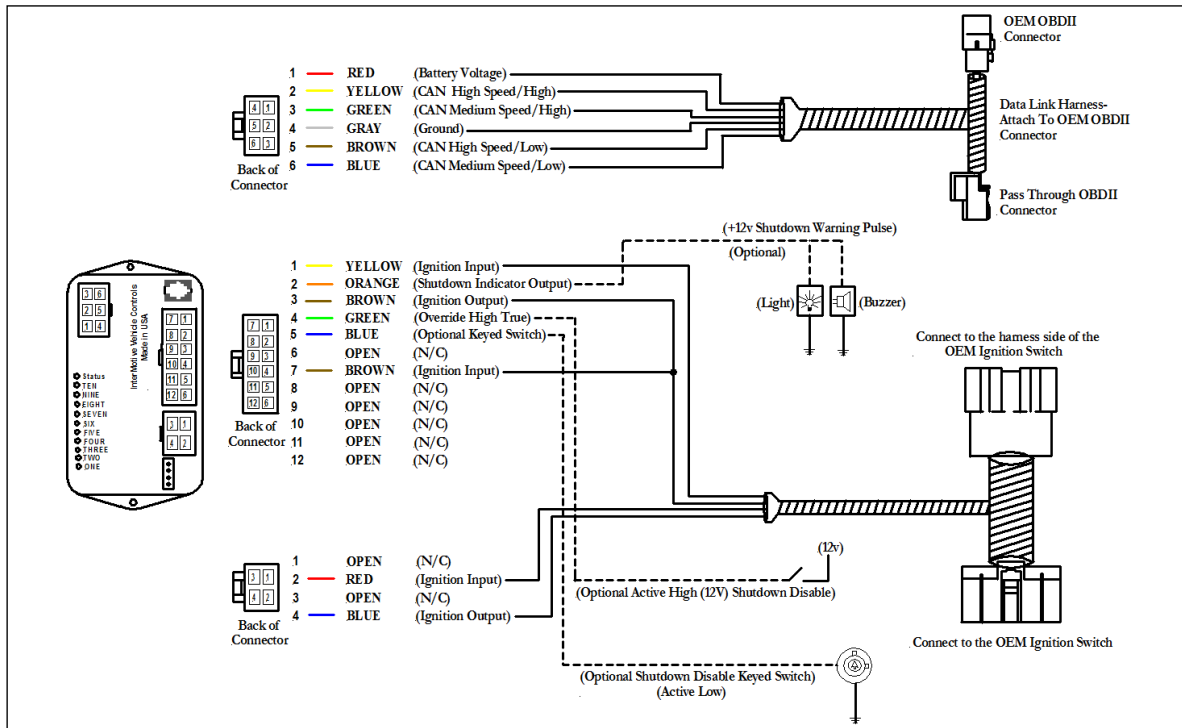 OEM OBDII
Connector
1 RED (Battery Voltage)
2 YELLOW (CAN High Speed/High)
3 GREEN (CAN Medium Speed/High)
4 GRAY (Ground)
5 BROWN (CAN High Speed/Low)
6 BLUE (CAN Medium Speed/Low)
4 1
5 2
6 3
Back of
Connector
Data Link Harness-
Attach To OEM OBDII
Connector
Pass Through OBDII
Connector
(+12v Shutdown Warning Pulse)
(Optional)
(Light)
(Buzzer)
3 6
2 5
1 4
InterMotive Vehicle Controls
Made in USA
7 1
8 2
9 3
10 4
11 5
12 6
3 1
4 2
Status
TEN
NINE
EIGHT
SEVEN
SIX
FIVE
FOUR
THREE
TWO
ONE
1 YELLOW (Ignition Input)
2 ORANGE (Shutdown Indicator Output)
3 BROWN (Ignition Output)
4 GREEN (Override High True)
5 BLUE (Optional Keyed Switch)
6 OPEN (N/C)
7 BROWN (Ignition Input)
8 OPEN (N/C)
9 OPEN (N/C)
10 OPEN (N/C)
11 OPEN (N/C)
12 OPEN (N/C)
7 1
8 2
9 3
10 4
11 5
12 6
Back of
Connector
Connect to the harness side of the
OEM Ignition Switch
1 OPEN (N/C)
2 RED (Ignition Input)
3 OPEN (N/C)
4 BLUE (Ignition Output)
3 1
4 2
Back of
Connector
(12v)
(Optional Active High (12V) Shutdown Disable)
Connect to the OEM Ignition Switch
(Optional Shutdown Disable Keyed Switch)
(Active Low)